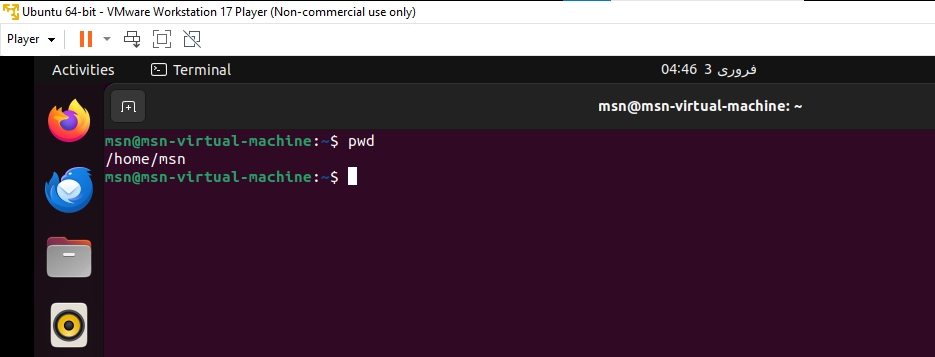 Ubuntu 64-bit - VMware Workstation 17 Player (Non-commercial use only)
Player
Activities Terminal 04:46 فروری 3
msn@msn-virtual-machine: ~
msn@msn-virtual-machine:~$ pwd
/home/msn
msn@msn-virtual-machine:~$